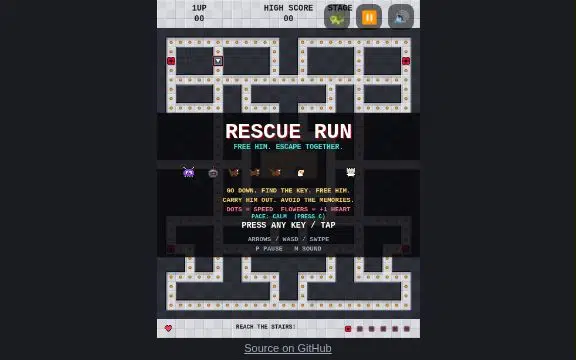 1UP HIGH SCORE STAGE
00 00
RESCUE RUN
FREE HIM. ESCAPE TOGETHER.
GO DOWN. FIND THE KEY. FREE HIM.
CARRY HIM OUT. AVOID THE MEMORIES.
DOTS = SPEED FLOWERS = +1 HEART
PACE: CALM (PRESS C)
PRESS ANY KEY / TAP
ARROWS / WASD / SWIPE
P PAUSE M SOUND
REACH THE STAIRS!
Source on GitHub